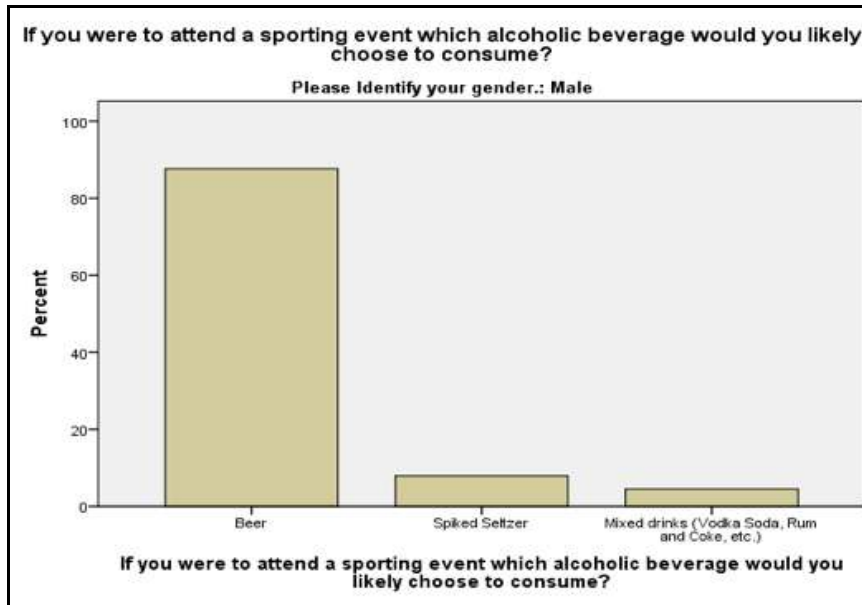 If you were to attend a sporting event which alcoholic beverage would you likely
choose to consume?
Please Identify your gender.: Male
100
80
60
40
20
0
Percent
Beer
Spiked Seltzer
Mixed drinks (Vodka Soda, Rum
and Coke, etc.)
If you were to attend a sporting event which alcoholic beverage would you
likely choose to consume?